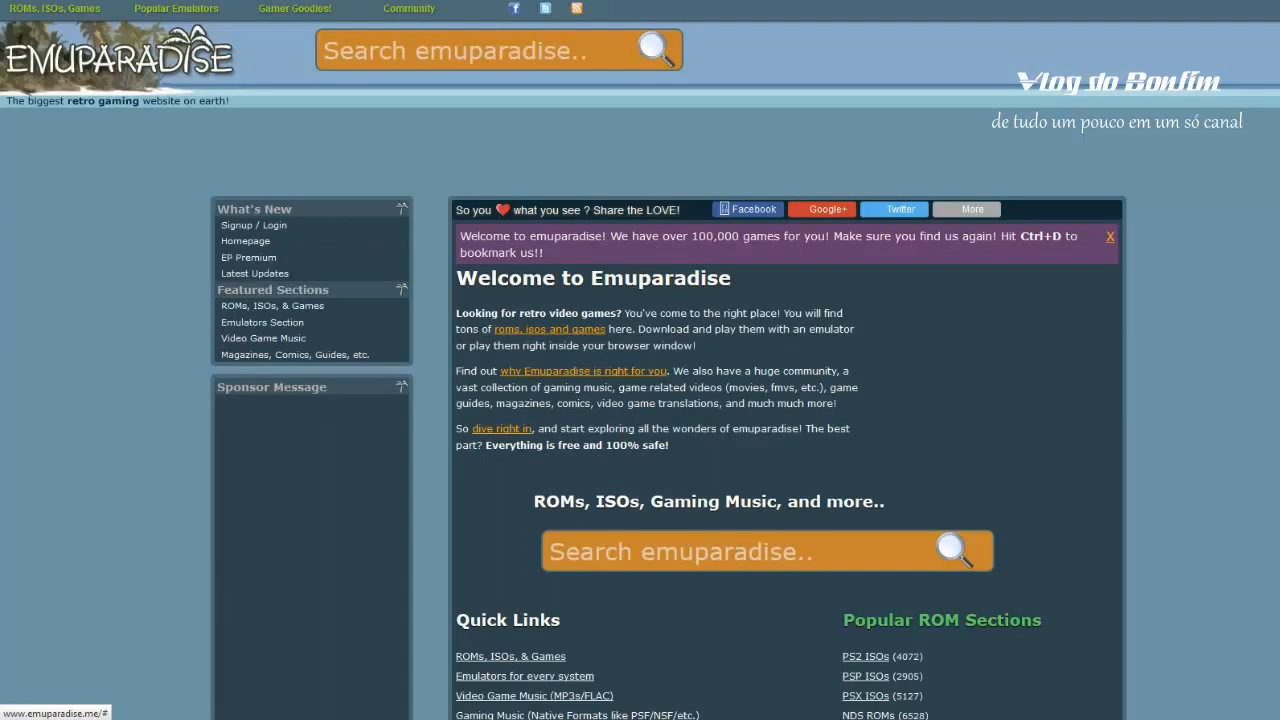 ROMs, ISOs, Games
Popular Emulators
Gamer Goodies!
Community
EMUPARADISE
Search emuparadise..
The biggest retro gaming website on earth!
Vlog do Bonfim
de tudo um pouco em um só canal
What's New
Signup / Login
Homepage
EP Premium
Latest Updates
Featured Sections
ROMs, ISOs, & Games
Emulators Section
Video Game Music
Magazines, Comics, Guides, etc.
Sponsor Message
So you ❤ what you see ? Share the LOVE!
Facebook
Google+
Twitter
More
Welcome to emuparadise! We have over 100,000 games for you! Make sure you find us again! Hit Ctrl+D to
bookmark us!!
X
Welcome to Emuparadise
Looking for retro video games? You've come to the right place! You will find
tons of roms, isos and games here. Download and play them with an emulator
or play them right inside your browser window!
Find out why Emuparadise is right for you. We also have a huge community, a
vast collection of gaming music, game related videos (movies, fmvs, etc.), game
guides, magazines, comics, video game translations, and much much more!
So dive right in, and start exploring all the wonders of emuparadise! The best
part? Everything is free and 100% safe!
ROMs, ISOs, Gaming Music, and more..
Search emuparadise..
Quick Links
ROMs, ISOs, & Games
Emulators for every system
Video Game Music (MP3s/FLAC)
Gaming Music (Native Formats like PSF/NSF/etc.)
Popular ROM Sections
PS2 ISOs (4072)
PSP ISOs (2905)
PSX ISOs (5127)
NDS ROMs (6528)
www.emuparadise.me/#